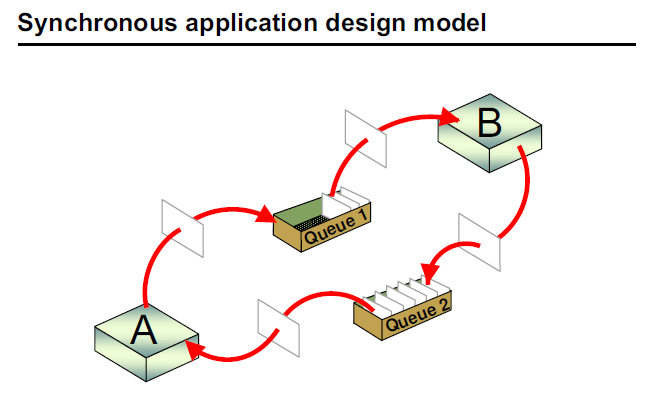 Synchronous application design model
B
Queue 1
Queue 2
A